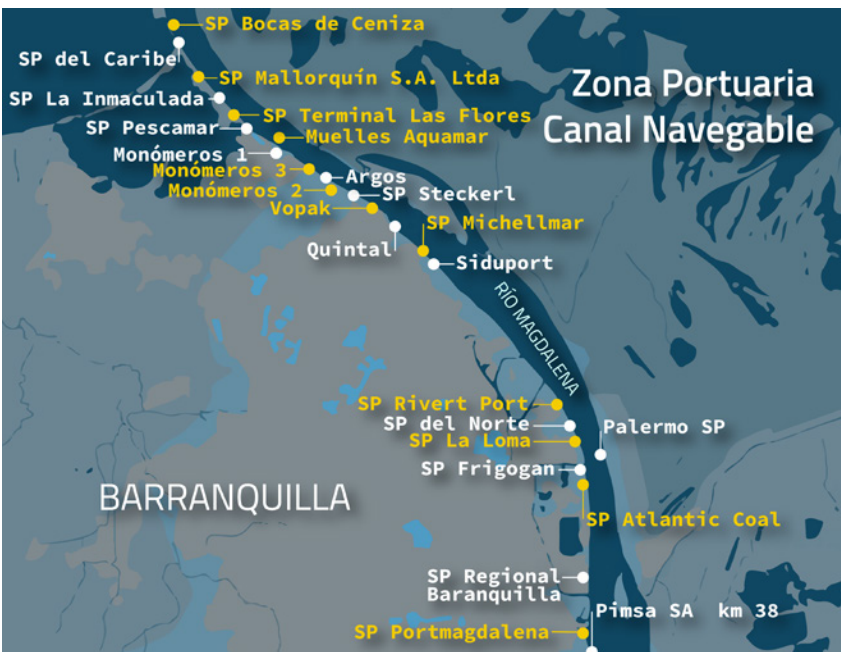 SP Bocas de Ceniza
SP del Caribe
SP Mallorquín S.A. Ltda
Zona Portuaria
Canal Navegable
SP La Inmaculada
SP Terminal Las Flores
SP Pescamar
Muelles Aquamar
Monómeros 1
Monómeros 3
Argos
Monómeros 2
SP Steckerl
Vopak
SP Michellmar
Quintal
Siduport
RÍO MAGDALENA
SP Rivert Port
SP del Norte
Palermo SP
SP La Loma
SP Frigogan
BARRANQUILLA
SP Atlantic Coal
SP Regional
Baranquilla
Pimsa SA km 38
SP Portmagdalena